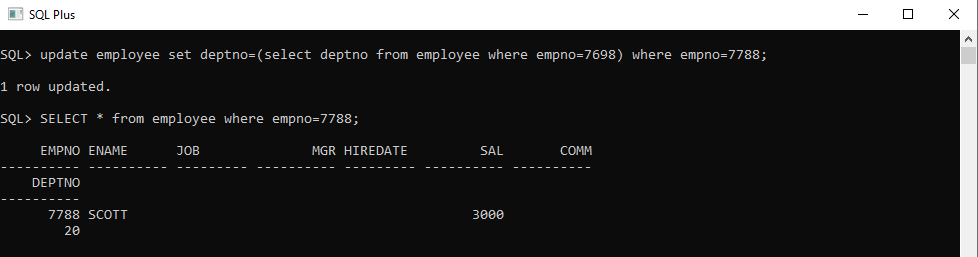 SQL Plus
SQL> update employee set deptno=(select deptno from employee where empno=7698) where empno=7788;
1 row updated.
SQL> SELECT * from employee where empno=7788;
     EMPNO ENAME      JOB              MGR HIREDATE         SAL       COMM
---------- ---------- --------- ---------- --------- ---------- ----------
    DEPTNO
----------
      7788 SCOTT                                           3000
        20